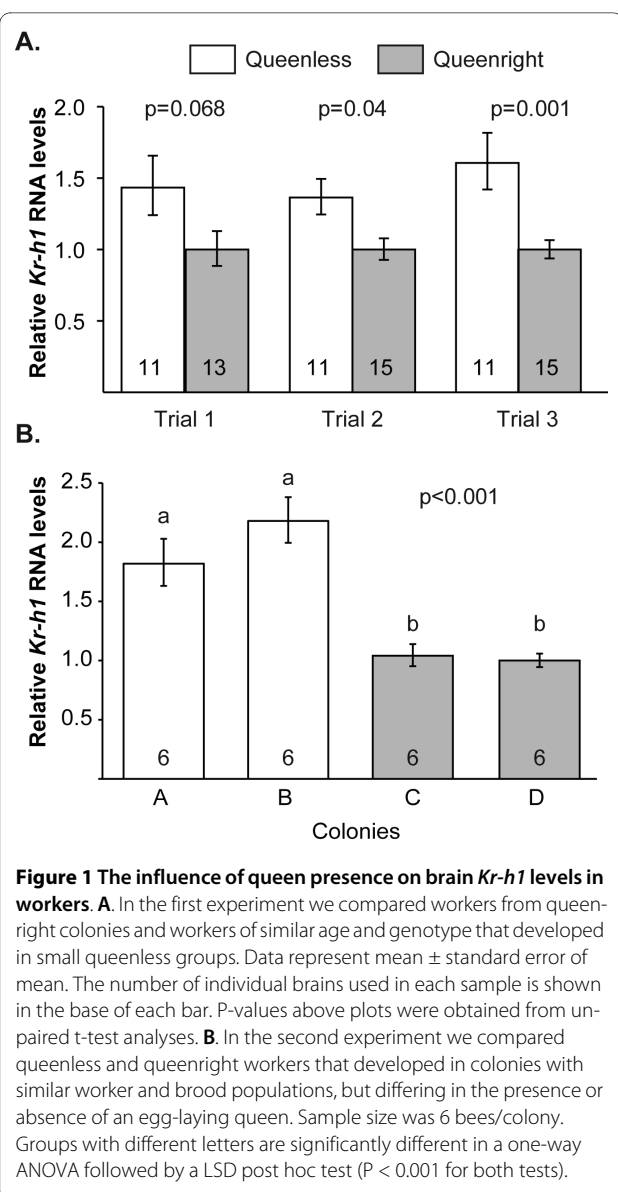 A.
Queenless Queenright
Relative Kr-h1 RNA levels
2.0
1.5
1.0
0.5
p=0.068 p=0.04 p=0.001
11 13 11 15 11 15
Trial 1 Trial 2 Trial 3
B.
Relative Kr-h1 RNA levels
2.5
2.0
1.5
1.0
0.5
p<0.001
a a b b
6 6 6 6
A B C D
Colonies
Figure 1 The influence of queen presence on brain Kr-h1 levels in
workers. A. In the first experiment we compared workers from queen-
right colonies and workers of similar age and genotype that developed
in small queenless groups. Data represent mean ± standard error of
mean. The number of individual brains used in each sample is shown
in the base of each bar. P-values above plots were obtained from un-
paired t-test analyses. B. In the second experiment we compared
queenless and queenright workers that developed in colonies with
similar worker and brood populations, but differing in the presence or
absence of an egg-laying queen. Sample size was 6 bees/colony.
Groups with different letters are significantly different in a one-way
ANOVA followed by a LSD post hoc test (P < 0.001 for both tests).